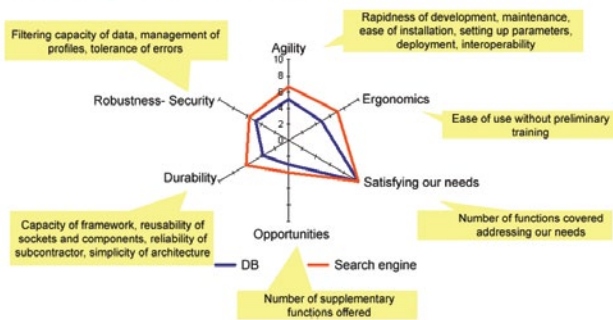 Filtering capacity of data, management of
profiles, tolerance of errors
Rapidness of development, maintenance,
ease of installation, setting up parameters,
deployment, interoperability
Agility
10
8
6
4
2
0
Robustness- Security
Ergonomics
Ease of use without preliminary
training
Durability
Satisfying our needs
Capacity of framework, reusability of
sockets and components, reliability of
subcontractor, simplicity of architecture
Number of functions covered
addressing our needs
Opportunities
DB
Search engine
Number of supplementary
functions offered